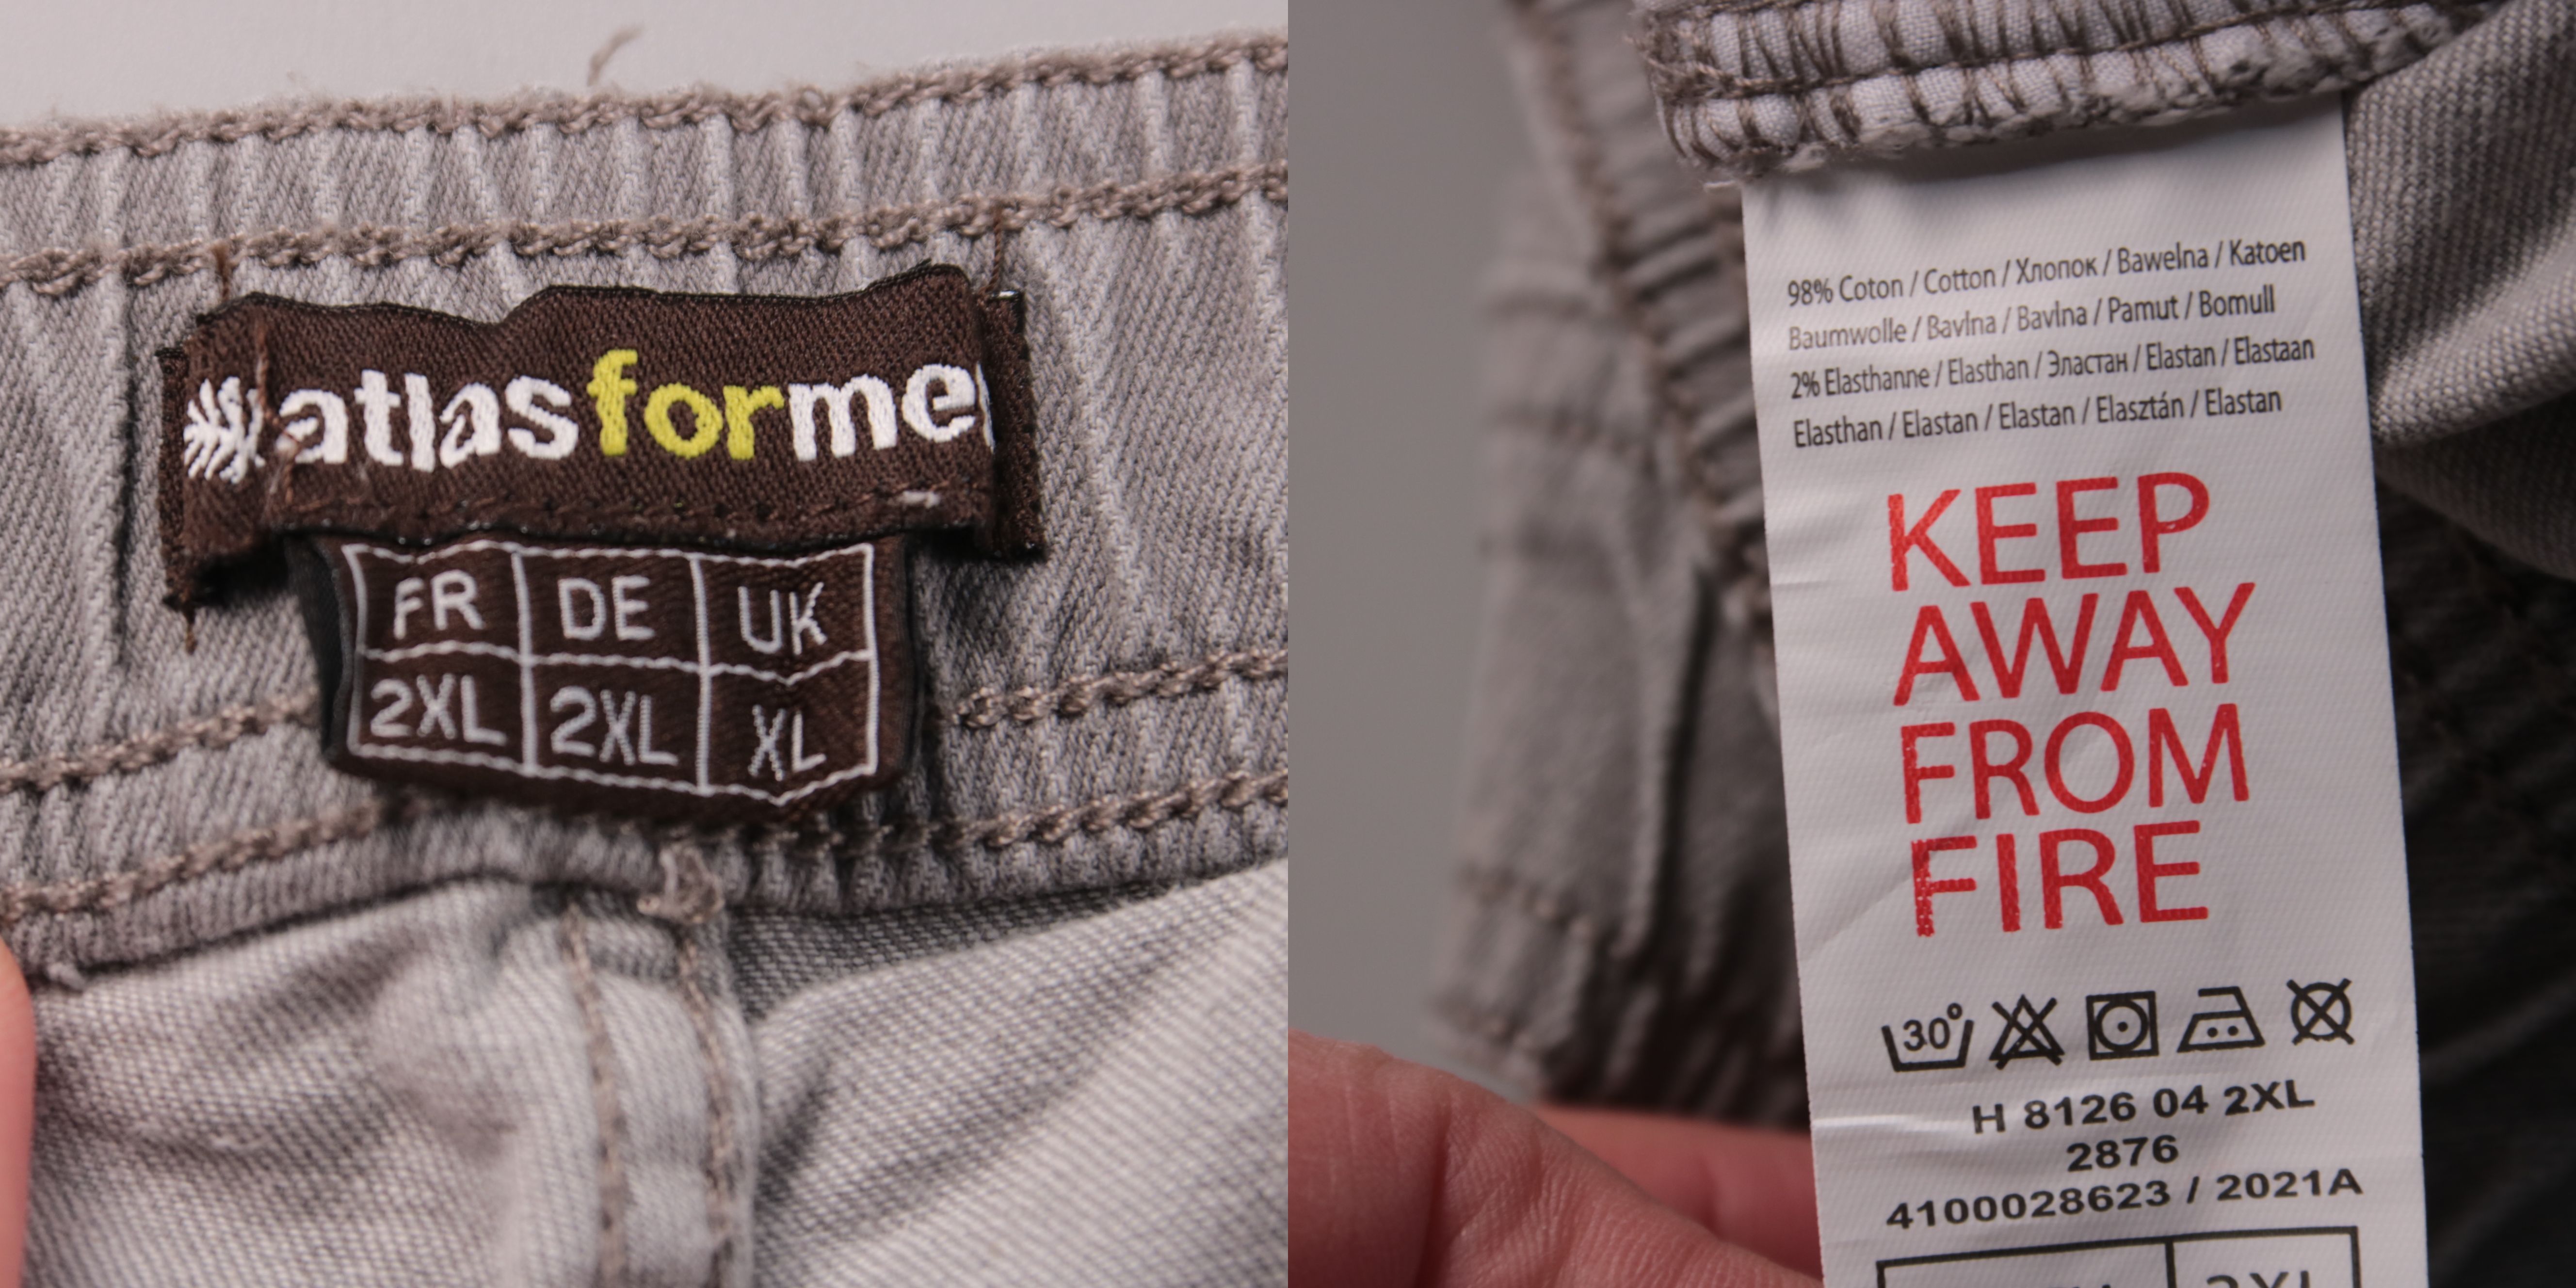 atlasformen
FR DE UK
2XL 2XL XL
98% Coton / Cotton / Хлопок / Bawelna / Katoen
Baumwolle / Bavlna / Bavlna / Pamut / Bomull
2% Elasthanne / Elasthan / Эластан / Elastan / Elastaan
Elasthan / Elastan / Elastan / Elasztán / Elastan
KEEP
AWAY
FROM
FIRE
30°
H 8126 04 2XL
2876
4100028623 / 2021A
2XL